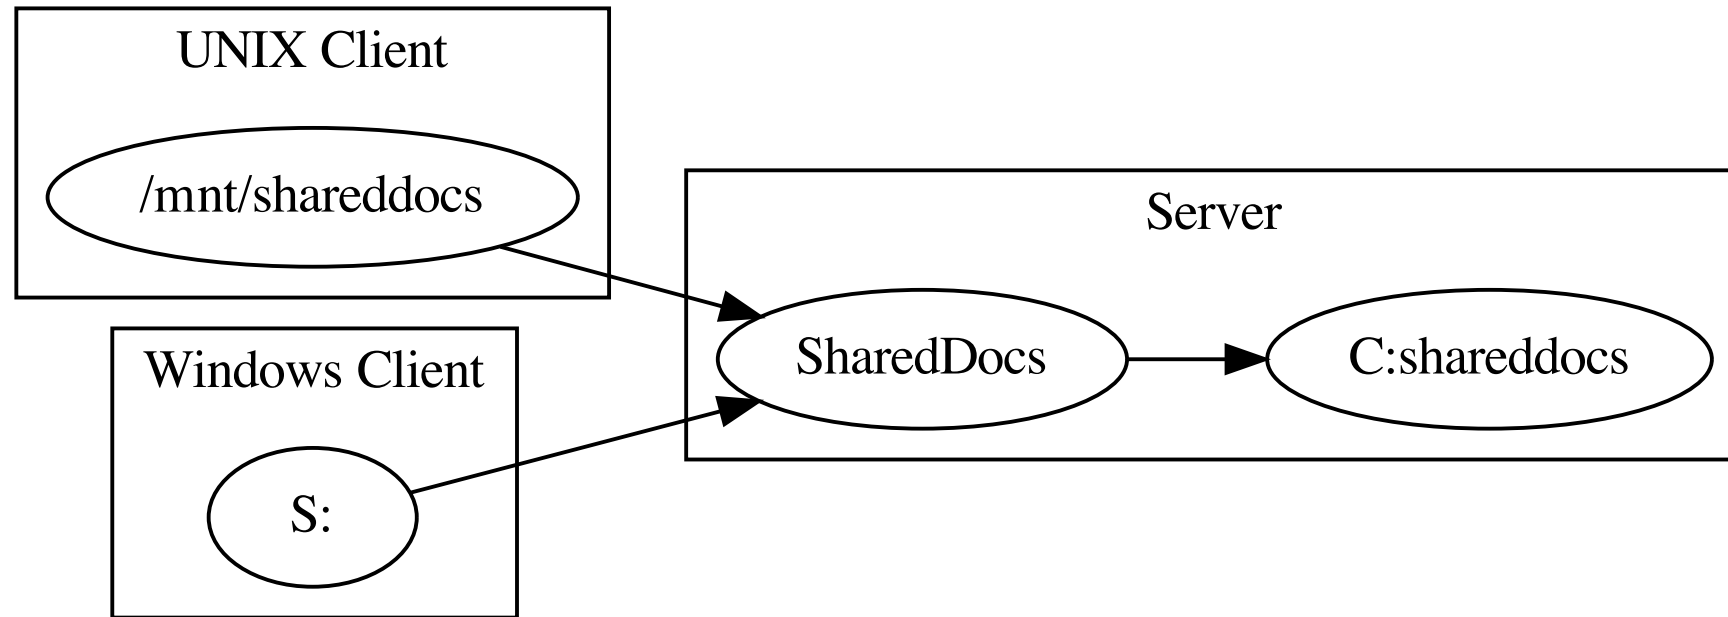 UNIX Client
/mnt/shareddocs
Windows Client
S:
Server
SharedDocs
C:shareddocs